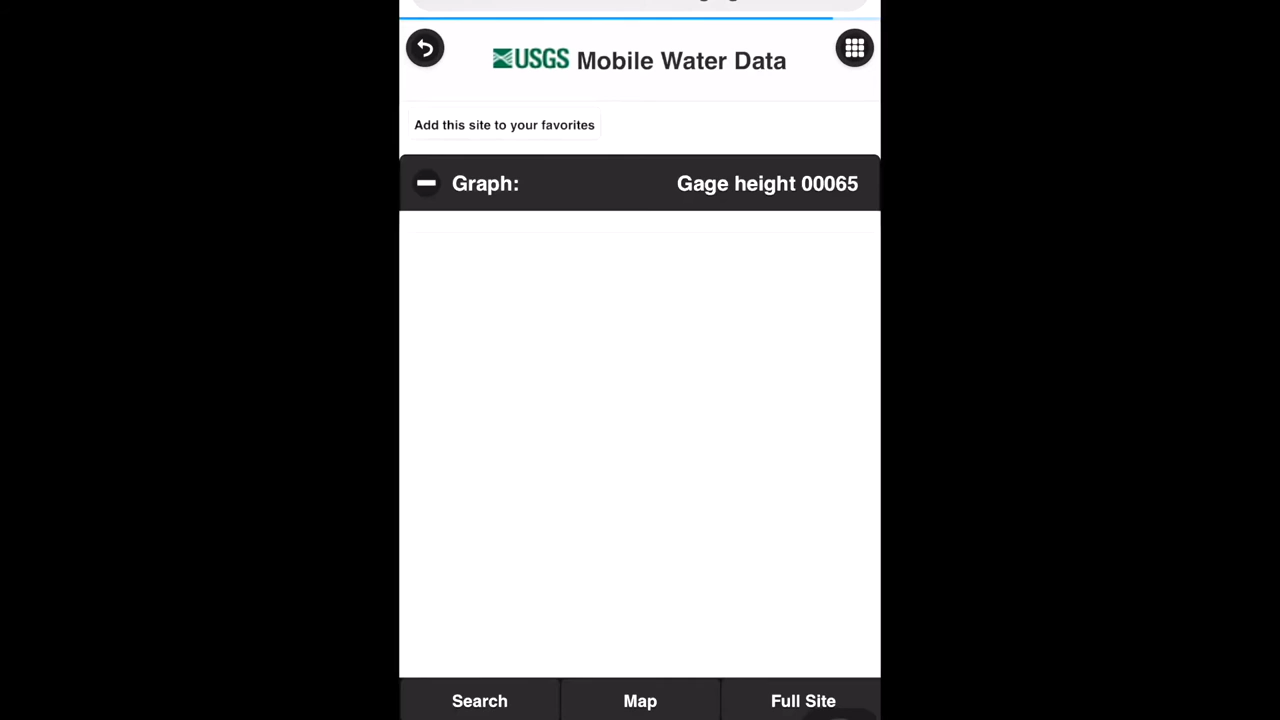 USGS Mobile Water Data
Add this site to your favorites
Graph: Gage height 00065
Search Map Full Site